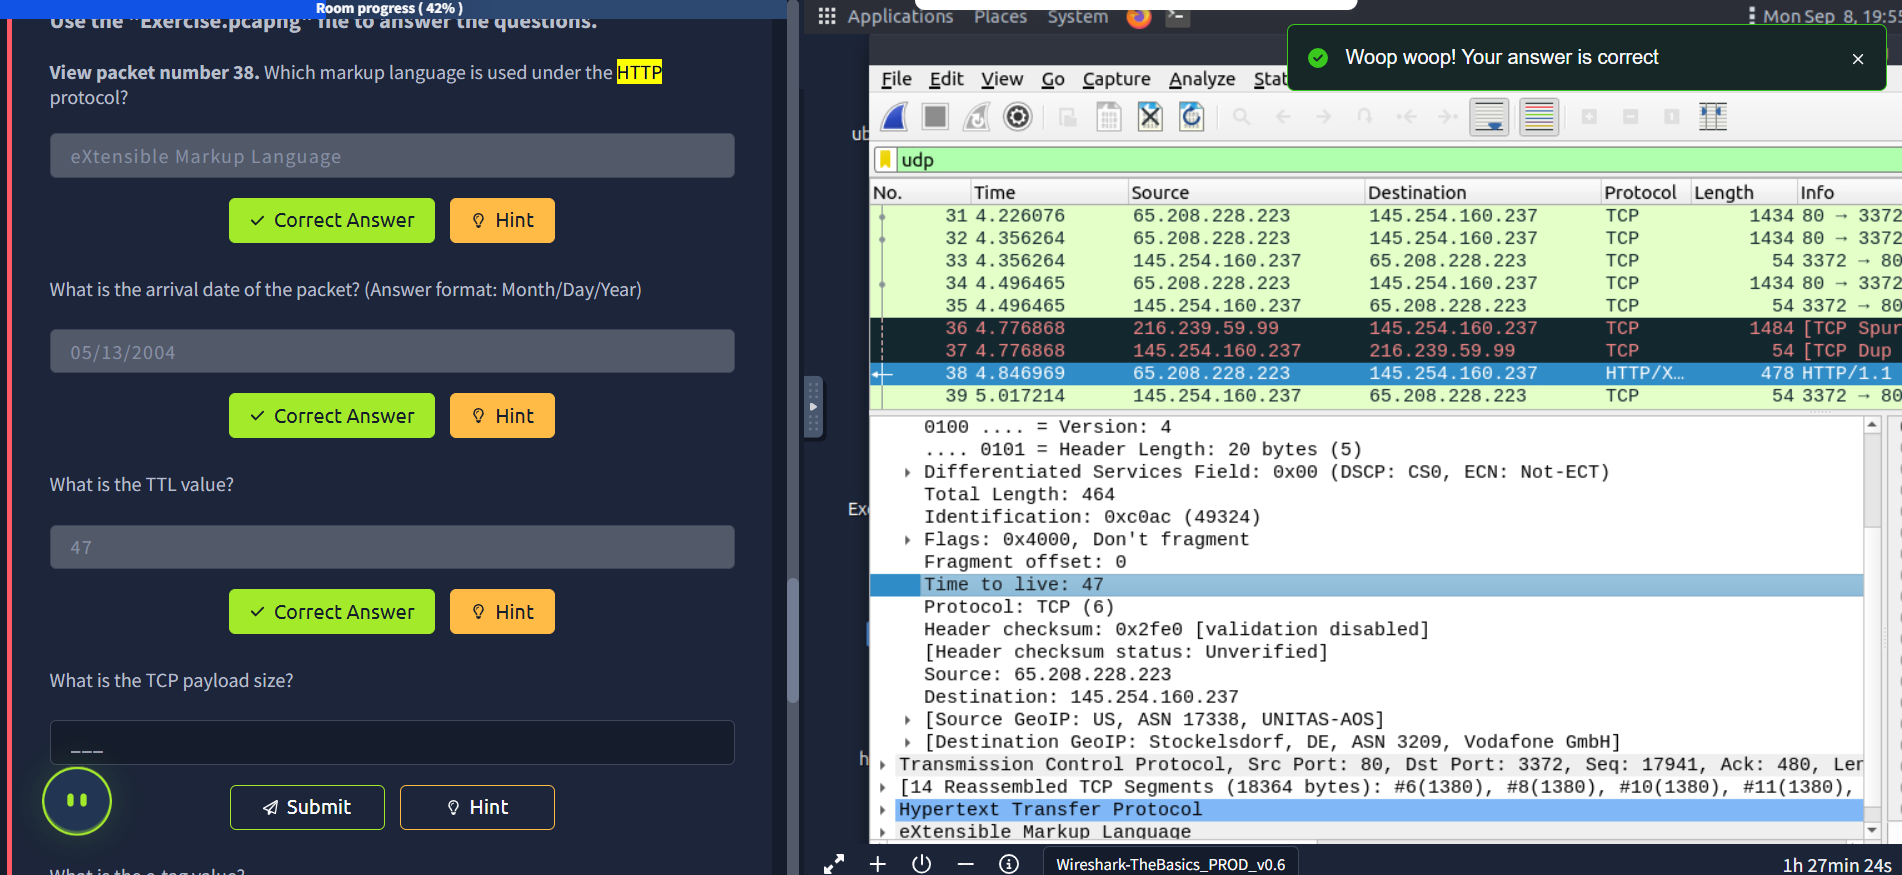 Room progress ( 42% )
Use the "Exercise.pcapng" file to answer the questions.
View packet number 38. Which markup language is used under the HTTP
protocol?
eXtensible Markup Language
Correct Answer
Hint
What is the arrival date of the packet? (Answer format: Month/Day/Year)
05/13/2004
Correct Answer
Hint
What is the TTL value?
47
Correct Answer
Hint
What is the TCP payload size?
___
Submit
Hint
What is the e-tag value?
Applications Places System
Mon Sep 8, 19:55
Woop woop! Your answer is correct
File Edit View Go Capture Analyze Stat
ub
udp
No. Time Source Destination Protocol Length Info
31 4.226076 65.208.228.223 145.254.160.237 TCP 1434 80 → 3372
32 4.356264 65.208.228.223 145.254.160.237 TCP 1434 80 → 3372
33 4.356264 145.254.160.237 65.208.228.223 TCP 54 3372 → 80
34 4.496465 65.208.228.223 145.254.160.237 TCP 1434 80 → 3372
35 4.496465 145.254.160.237 65.208.228.223 TCP 54 3372 → 80
36 4.776868 216.239.59.99 145.254.160.237 TCP 1484 [TCP Spur
37 4.776868 145.254.160.237 216.239.59.99 TCP 54 [TCP Dup
38 4.846969 65.208.228.223 145.254.160.237 HTTP/X… 478 HTTP/1.1
39 5.017214 145.254.160.237 65.208.228.223 TCP 54 3372 → 80
0100 .... = Version: 4
.... 0101 = Header Length: 20 bytes (5)
Differentiated Services Field: 0x00 (DSCP: CS0, ECN: Not-ECT)
Total Length: 464
Exe
Identification: 0xc0ac (49324)
Flags: 0x4000, Don't fragment
Fragment offset: 0
Time to live: 47
Protocol: TCP (6)
Header checksum: 0x2fe0 [validation disabled]
[Header checksum status: Unverified]
Source: 65.208.228.223
Destination: 145.254.160.237
[Source GeoIP: US, ASN 17338, UNITAS-AOS]
[Destination GeoIP: Stockelsdorf, DE, ASN 3209, Vodafone GmbH]
h
Transmission Control Protocol, Src Port: 80, Dst Port: 3372, Seq: 17941, Ack: 480, Len
[14 Reassembled TCP Segments (18364 bytes): #6(1380), #8(1380), #10(1380), #11(1380),
Hypertext Transfer Protocol
eXtensible Markup Language
Wireshark-TheBasics_PROD_v0.6
1h 27min 24s